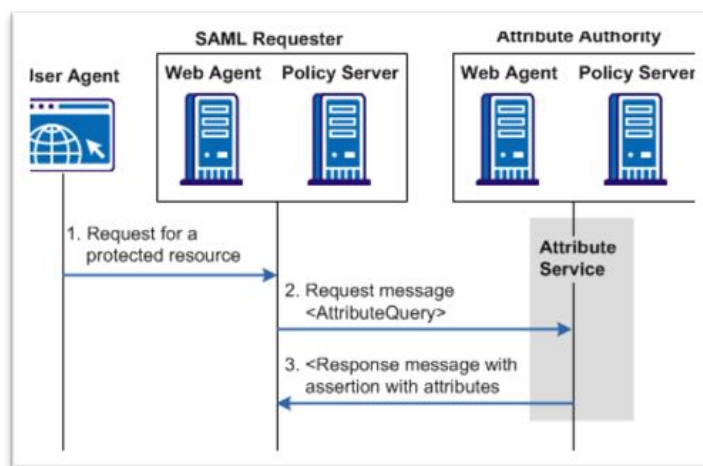 SAML Requester
Attribute Authority
User Agent
Web Agent
Policy Server
Web Agent
Policy Server
1. Request for a
protected resource
Attribute
Service
2. Request message
<AttributeQuery>
3. <Response message with
assertion with attributes